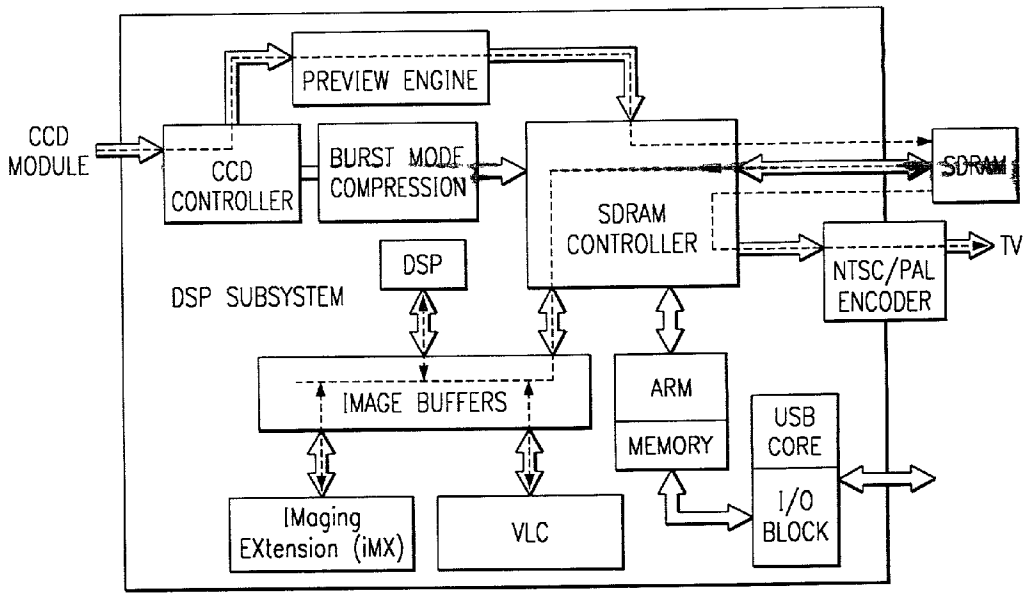 PREVIEW ENGINE
CCD
MODULE
CCD
CONTROLLER
BURST MODE
COMPRESSION
SDRAM
CONTROLLER
SDRAM
TV
NTSC/PAL
ENCODER
DSP
DSP SUBSYSTEM
IMAGE BUFFERS
ARM
MEMORY
USB
CORE
I/O
BLOCK
IMaging
EXtension (iMX)
VLC